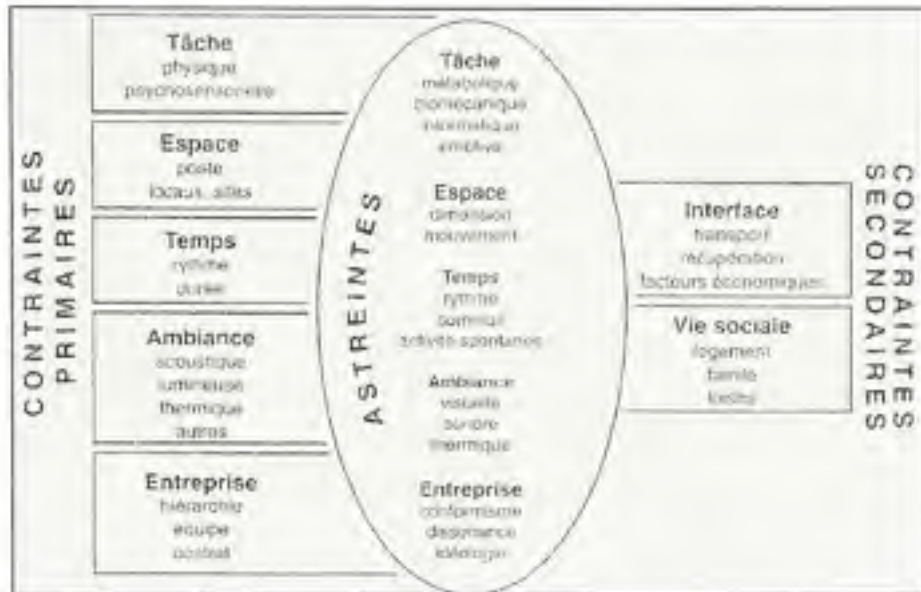 CONTRAINTES
PRIMAIRES
Tâche
physique
psychosensorielle
Espace
poste
locaux, sites
Temps
rythme
durée
Ambiance
acoustique
lumineuse
thermique
autres
Entreprise
hiérarchie
équipe
contrat
ASTREINTES
Tâche
métabolique
biomécanique
informatique
émotive
Espace
dimension
mouvement
Temps
rythme
sommeil
activité spontanée
Ambiance
visuelle
sonore
thermique
Entreprise
conformisme
dissonance
Interface
transport
récupération
facteurs économiques
Vie sociale
logement
famille
loisirs
CONTRAINTES
SECONDAIRES